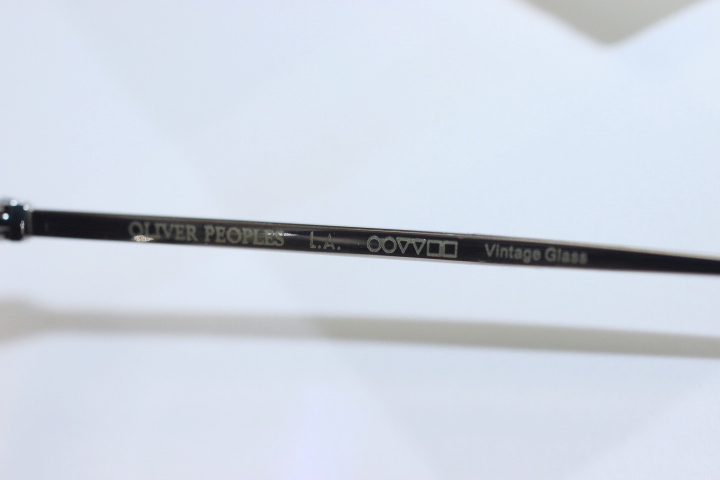 OLIVER PEOPLES L.A. ○○▽▽□□ Vintage Glass